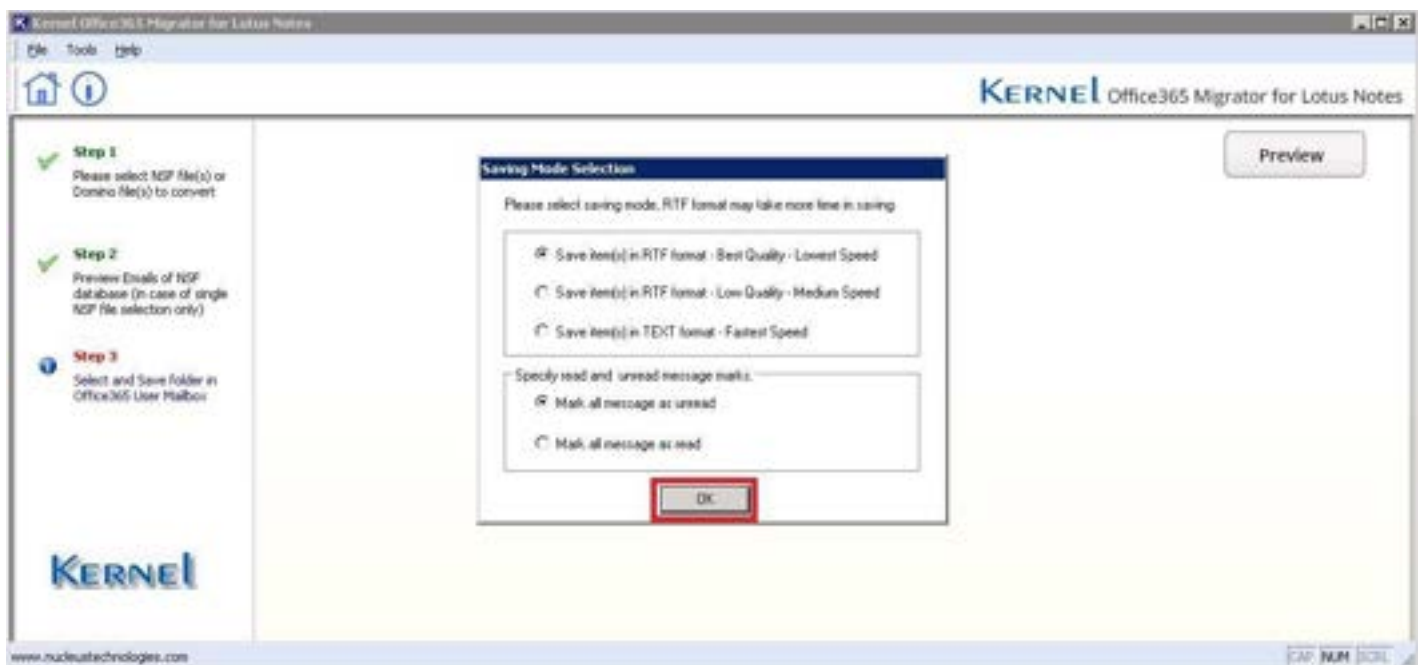 Kernel Office365 Migrator for Lotus Notes
File Tools Help
KERNEL Office365 Migrator for Lotus Notes
Step 1
Please select NSF file(s) or
Domino file(s) to convert
Step 2
Preview Emails of NSF
database (in case of single
NSF file selection only)
Step 3
Select and Save folder in
Office365 User Mailbox
KERNEL
Preview
Saving Mode Selection
Please select saving mode, RTF format may take more time in saving
Save item(s) in RTF format - Best Quality - Lowest Speed
Save item(s) in RTF format - Low Quality - Medium Speed
Save item(s) in TEXT format - Fastest Speed
Specify read and unread message marks.
Mark all message as unread
Mark all message as read
OK
www.nucleustechnologies.com
CAP NUM SCRL